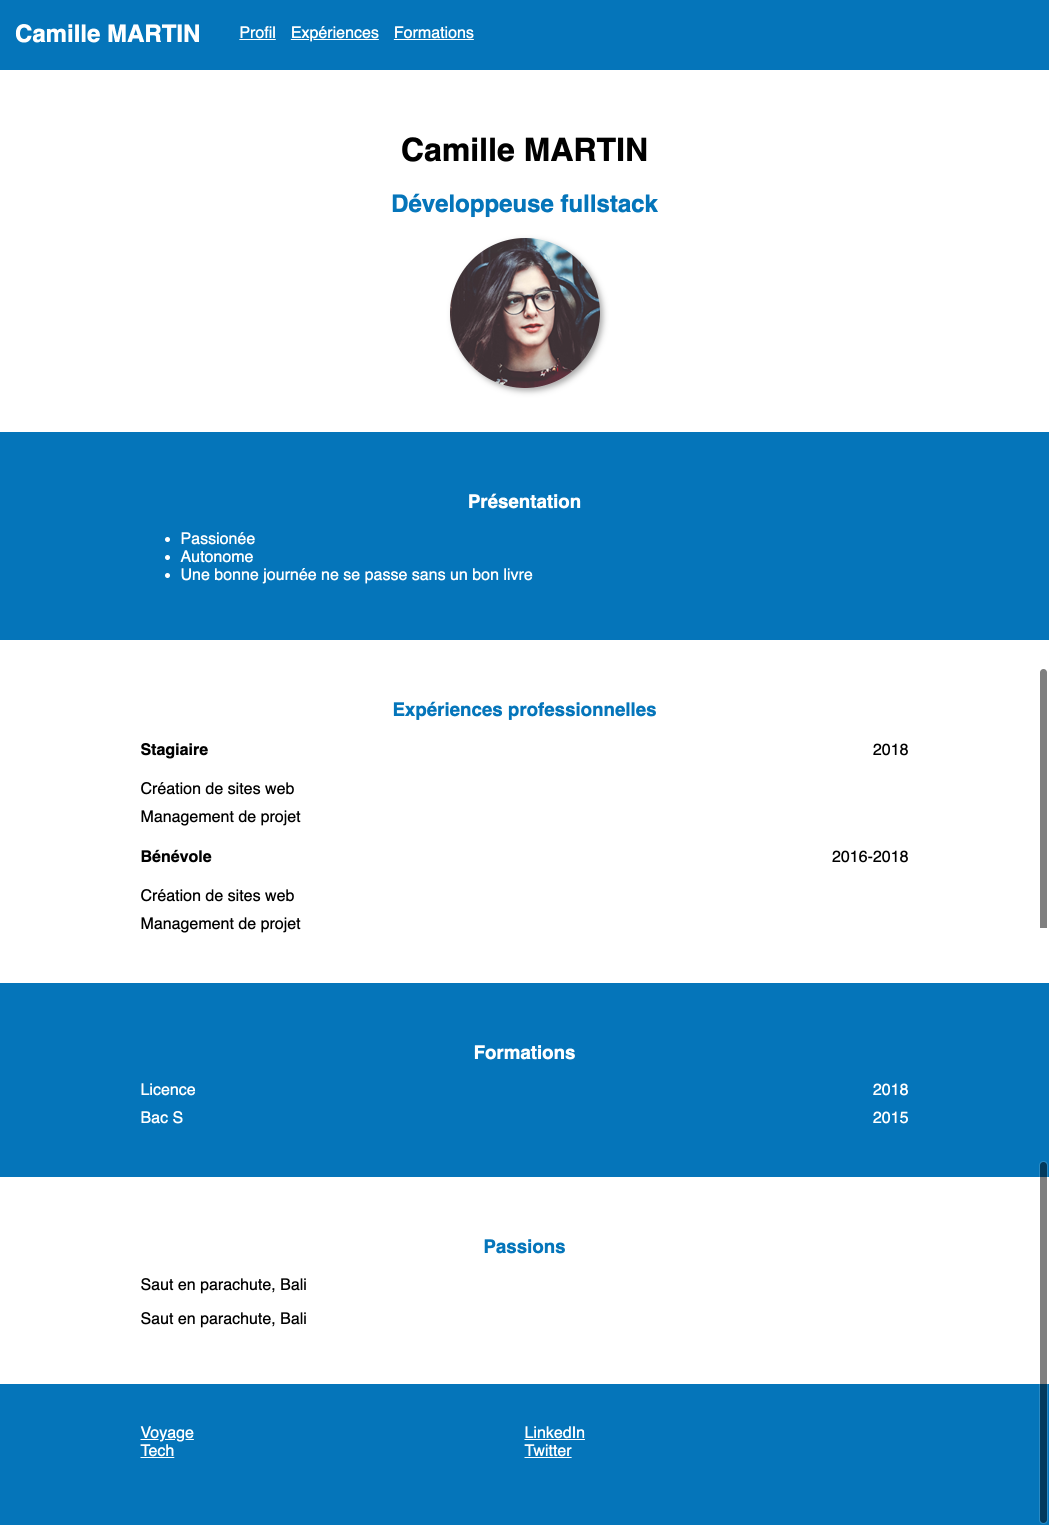 Camille MARTIN Profil Expériences Formations
Camille MARTIN
Développeuse fullstack
Présentation
Passionée
Autonome
Une bonne journée ne se passe sans un bon livre
Expériences professionnelles
Stagiaire 2018
Création de sites web
Management de projet
Bénévole 2016-2018
Création de sites web
Management de projet
Formations
Licence 2018
Bac S 2015
Passions
Saut en parachute, Bali
Saut en parachute, Bali
Voyage LinkedIn
Tech Twitter